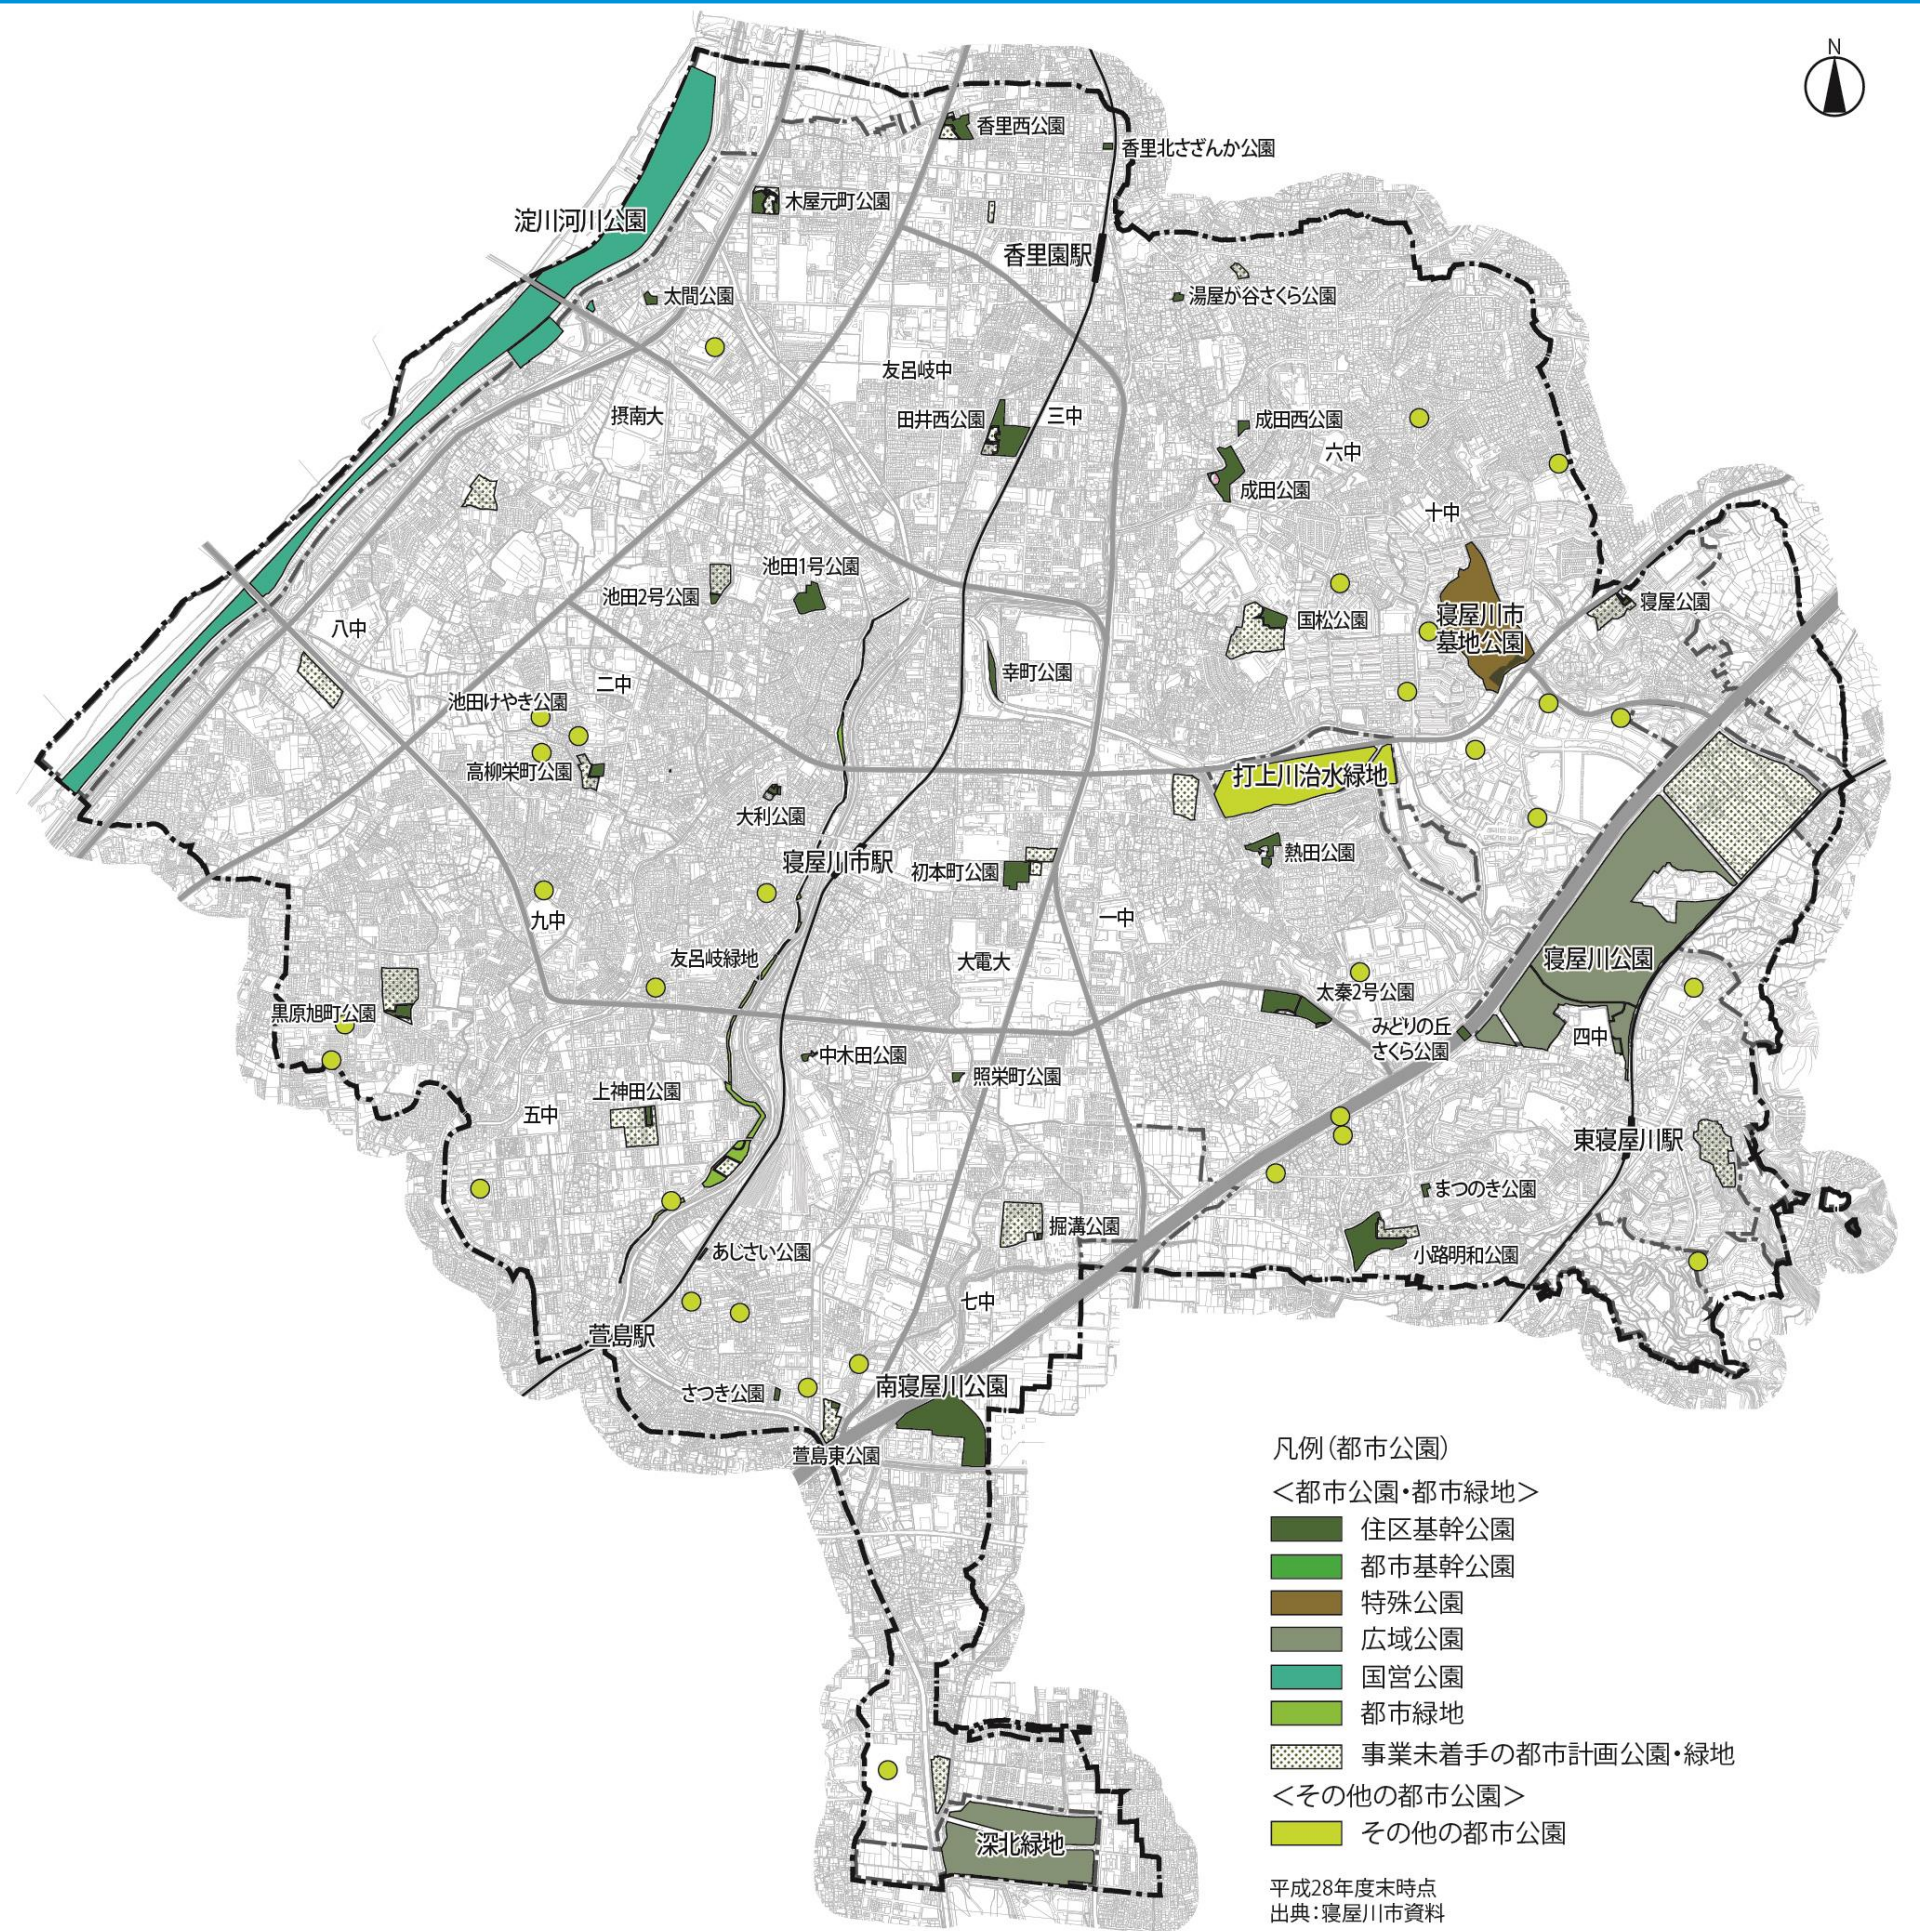 N
香里西公園
香里北さざんか公園
木屋元町公園
淀川河川公園
香里園駅
太間公園
湯屋が谷さくら公園
友呂岐中
摂南大
田井西公園
三中
成田西公園
六中
成田公園
十中
池田1号公園
池田2号公園
寝屋公園
国松公園
寝屋川市
墓地公園
八中
幸町公園
二中
池田けやき公園
高柳栄町公園
打上川治水緑地
大利公園
熱田公園
寝屋川市駅
初本町公園
一中
九中
友呂岐緑地
大電大
寝屋川公園
太秦2号公園
黒原旭町公園
みどりの丘
さくら公園
四中
中木田公園
照栄町公園
上神田公園
五中
東寝屋川駅
まつのき公園
掘溝公園
あじさい公園
小路明和公園
七中
萱島駅
南寝屋川公園
さつき公園
萱島東公園
深北緑地
凡例（都市公園）
＜都市公園・都市緑地＞
住区基幹公園
都市基幹公園
特殊公園
広域公園
国営公園
都市緑地
事業未着手の都市計画公園・緑地
＜その他の都市公園＞
その他の都市公園
平成28年度末時点
出典：寝屋川市資料